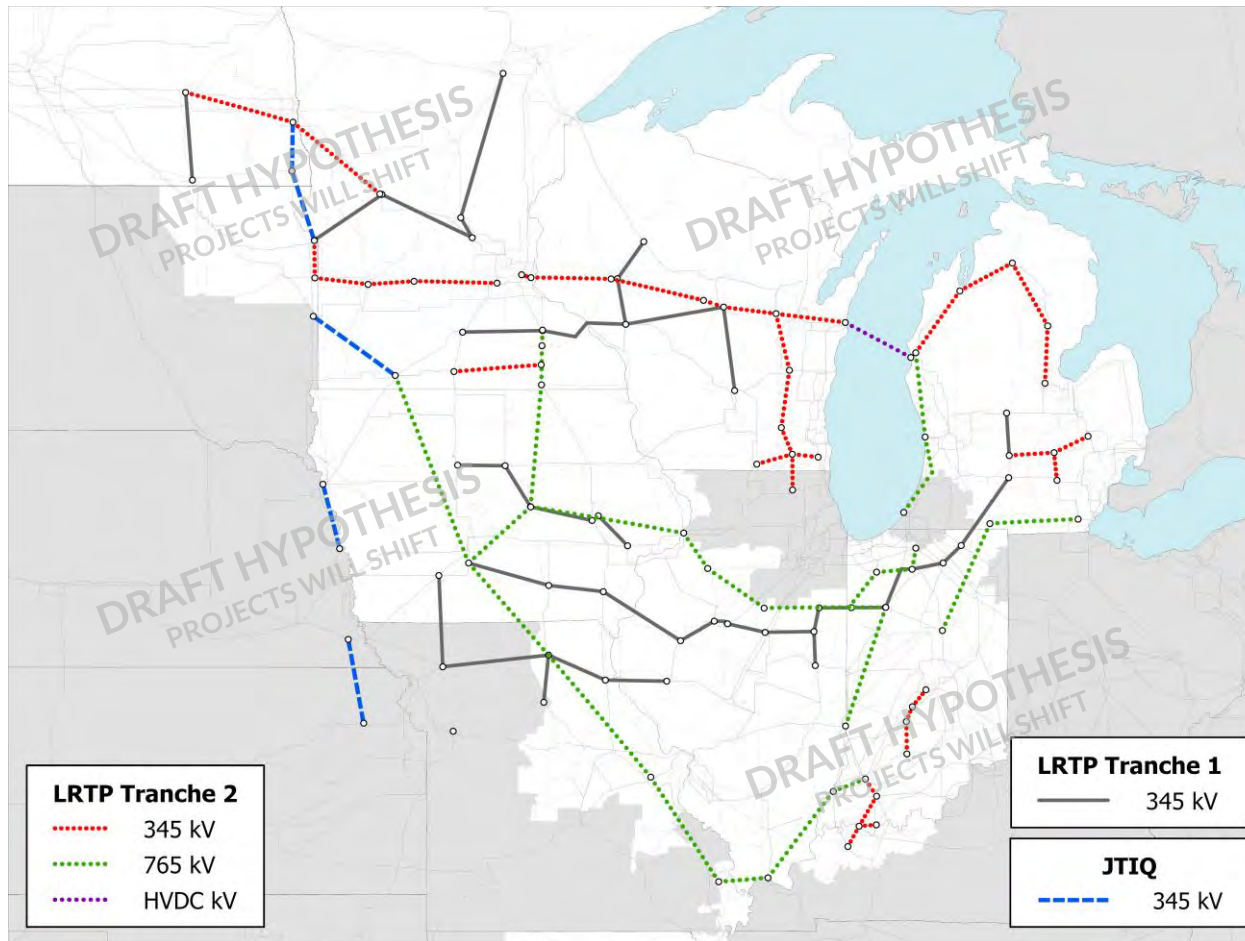 DRAFT HYPOTHESIS
PROJECTS WILL SHIFT
DRAFT HYPOTHESIS
PROJECTS WILL SHIFT
DRAFT HYPOTHESIS
PROJECTS WILL SHIFT
DRAFT HYPOTHESIS
PROJECTS WILL SHIFT
LRTP Tranche 2
345 kV
765 kV
HVDC kV
LRTP Tranche 1
345 kV
JTIQ
345 kV